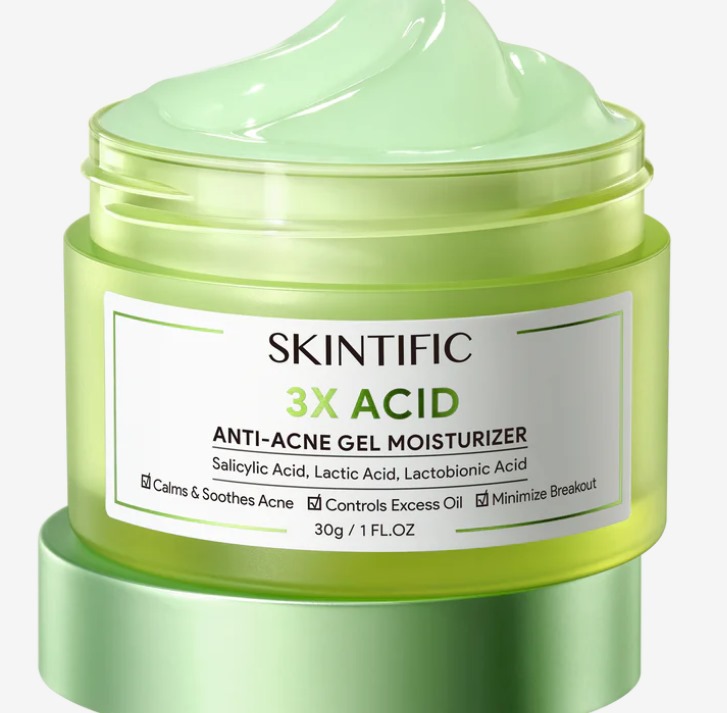 SKINTIFIC
3X ACID
ANTI-ACNE GEL MOISTURIZER
Salicylic Acid, Lactic Acid, Lactobionic Acid
☑ Calms & Soothes Acne ☑ Controls Excess Oil ☑ Minimize Breakout
30g / 1 FL.OZ